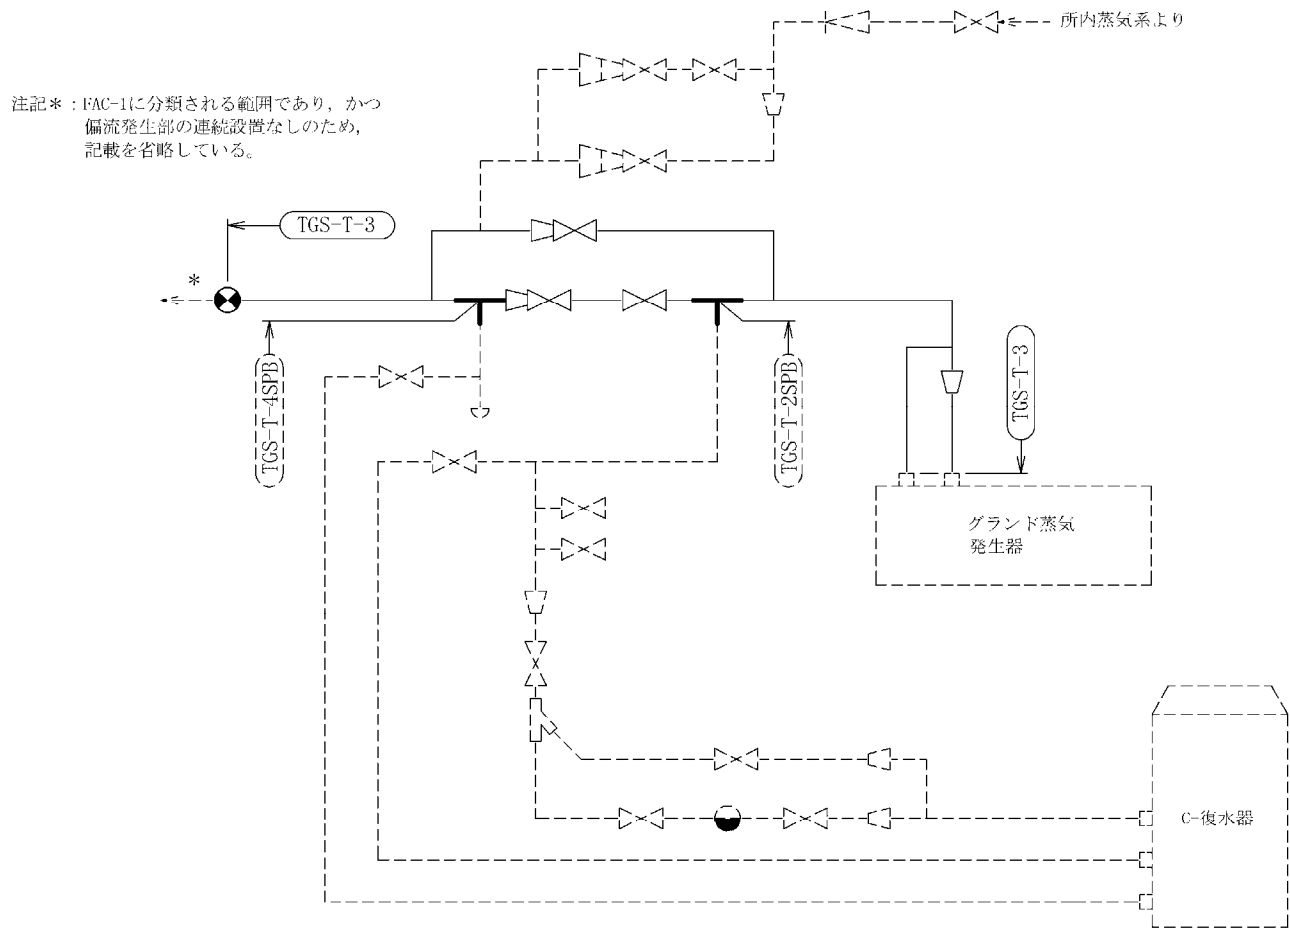 所内蒸気系より
注記＊：FAC-1に分類される範囲であり，かつ
偏流発生部の連続設置なしのため，
記載を省略している。
TGS-T-3
＊
TGS-T-4SPB
TGS-T-2SPB
TGS-T-3
グランド蒸気
発生器
C-復水器